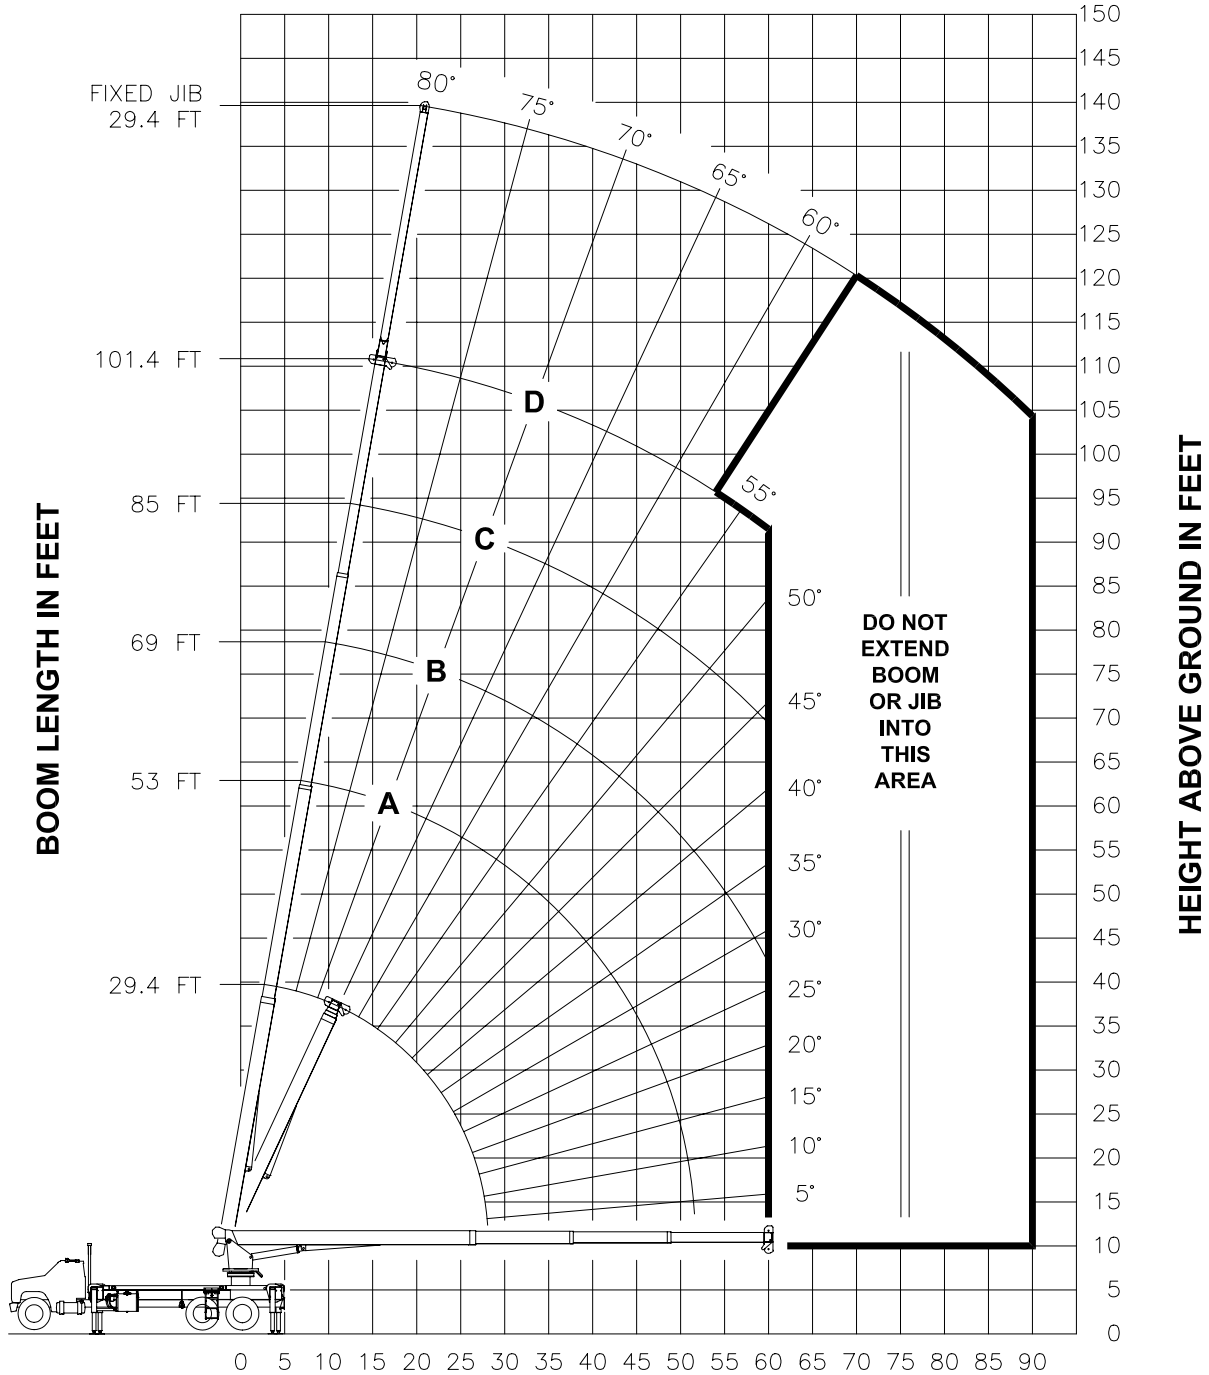 150
145
80°
FIXED JIB
29.4 FT
75°
140
70°
135
65°
130
60°
125
120
115
101.4 FT
110
D
105
100
55°
95
85 FT
C
90
50°
85
DO NOT
EXTEND
BOOM
OR JIB
INTO
THIS
AREA
80
69 FT
B
75
45°
70
65
53 FT
A
40°
60
55
35°
50
30°
45
29.4 FT
25°
40
35
20°
30
15°
25
10°
20
5°
15
10
5
0
0 5 10 15 20 25 30 35 40 45 50 55 60 65 70 75 80 85 90
BOOM LENGTH IN FEET
HEIGHT ABOVE GROUND IN FEET